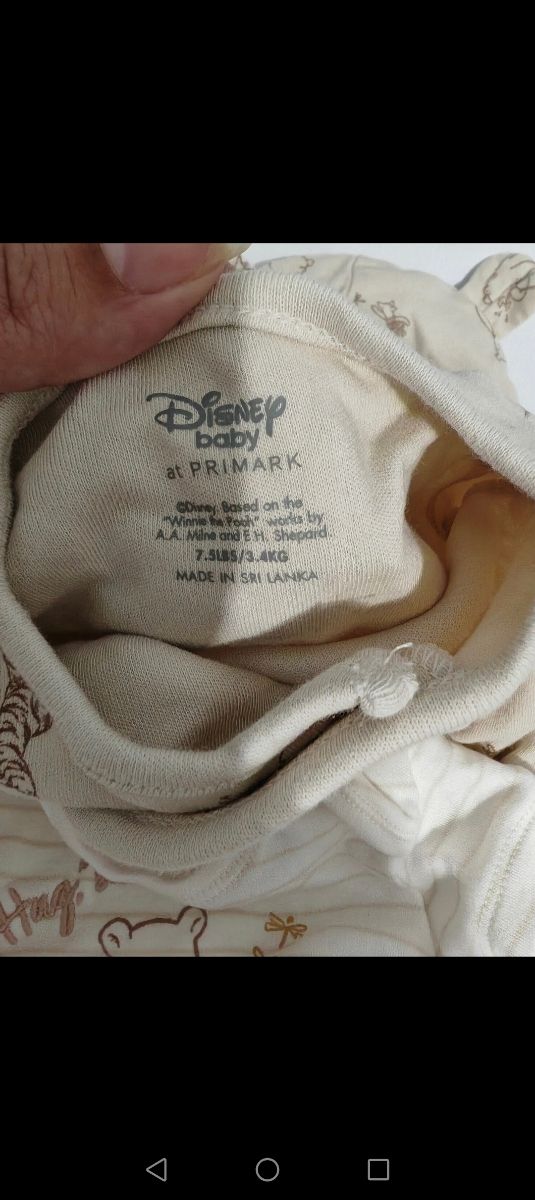 DISNEY
baby
at PRIMARK
©Disney. Based on the
"Winnie the Pooh" works by
A.A. Milne and E.H. Shepard.
7.5LBS/3.4KG
MADE IN SRI LANKA